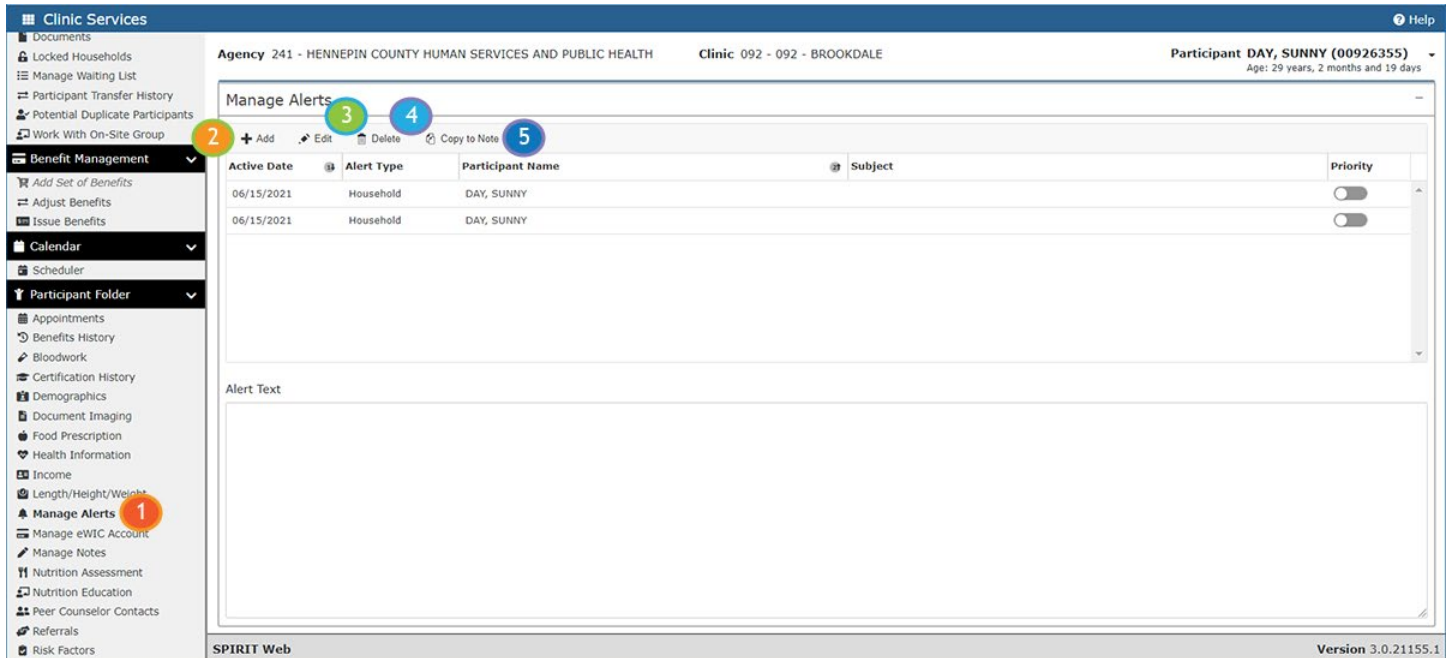 Clinic Services
Help
Documents
Locked Households
Manage Waiting List
Participant Transfer History
Potential Duplicate Participants
Work With On-Site Group
Benefit Management
Add Set of Benefits
Adjust Benefits
Issue Benefits
Calendar
Scheduler
Participant Folder
Appointments
Benefits History
Bloodwork
Certification History
Demographics
Document Imaging
Food Prescription
Health Information
Income
Length/Height/Weight
Manage Alerts 1
Manage eWIC Account
Manage Notes
Nutrition Assessment
Nutrition Education
Peer Counselor Contacts
Referrals
Risk Factors
Agency 241 - HENNEPIN COUNTY HUMAN SERVICES AND PUBLIC HEALTH Clinic 092 - 092 - BROOKDALE Participant DAY, SUNNY (00926355)
Age: 29 years, 2 months and 19 days
Manage Alerts
2 Add Edit 3 Delete 4 Copy to Note 5
Active Date Alert Type Participant Name Subject Priority
06/15/2021 Household DAY, SUNNY
06/15/2021 Household DAY, SUNNY
Alert Text
SPIRIT Web Version 3.0.21155.1